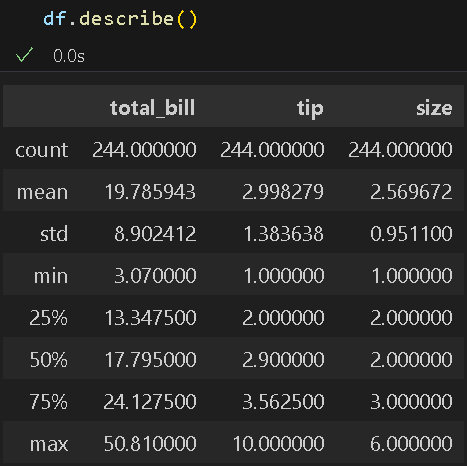 df.describe()
0.0s
total_bill tip size
count 244.000000 244.000000 244.000000
mean 19.785943 2.998279 2.569672
std 8.902412 1.383638 0.951100
min 3.070000 1.000000 1.000000
25% 13.347500 2.000000 2.000000
50% 17.795000 2.900000 2.000000
75% 24.127500 3.562500 3.000000
max 50.810000 10.000000 6.000000